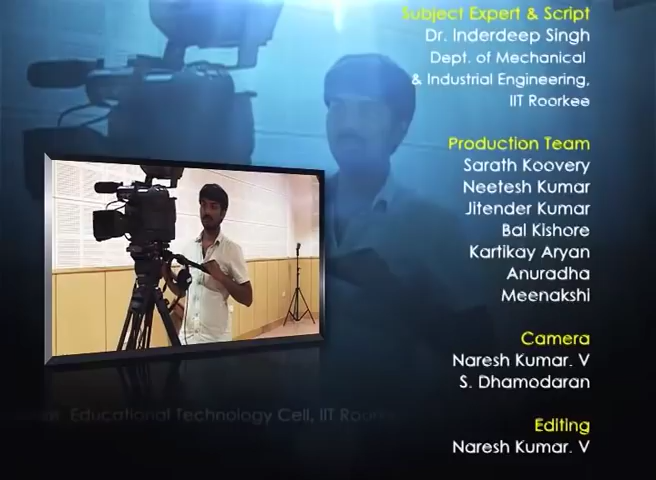 Subject Expert & Script
Dr. Inderdeep Singh
Dept. of Mechanical
& Industrial Engineering,
IIT Roorkee
Production Team
Sarath Koovery
Neetesh Kumar
Jitender Kumar
Bal Kishore
Kartikay Aryan
Anuradha
Meenakshi
Camera
Naresh Kumar. V
S. Dhamodaran
Educational Technology Cell, IIT Roorkee
Editing
Naresh Kumar. V